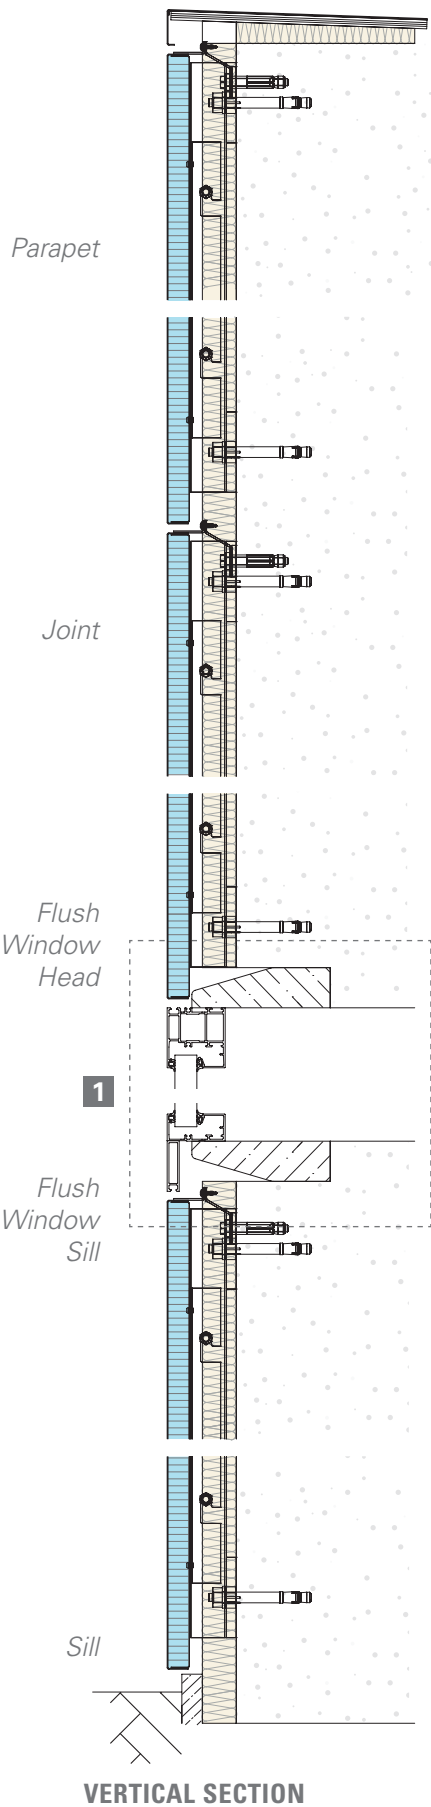 Parapet
Joint
Flush
Window
Head
1
Flush
Window
Sill
Sill
VERTICAL SECTION